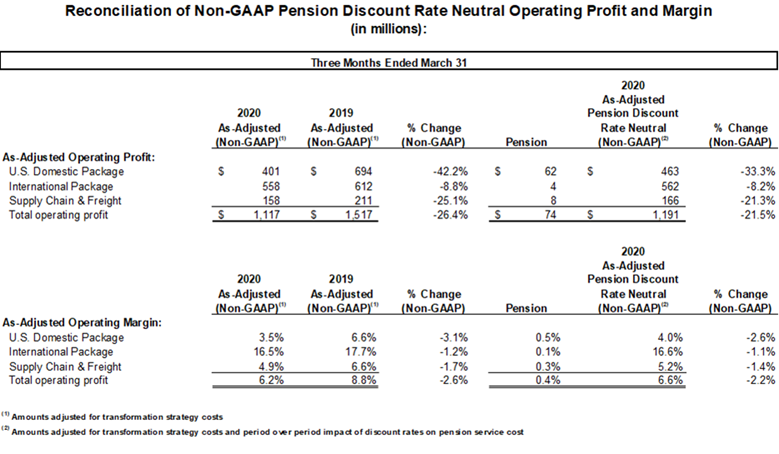 Reconciliation of Non-GAAP Pension Discount Rate Neutral Operating Profit and Margin
(in millions):
Three Months Ended March 31
2020
As-Adjusted
2020 2019 Pension Discount
As-Adjusted As-Adjusted % Change Rate Neutral % Change
(Non-GAAP)(1) (Non-GAAP)(1) (Non-GAAP) Pension (Non-GAAP)(2) (Non-GAAP)
As-Adjusted Operating Profit:
U.S. Domestic Package $ 401 $ 694 -42.2% $ 62 $ 463 -33.3%
International Package 558 612 -8.8% 4 562 -8.2%
Supply Chain & Freight 158 211 -25.1% 8 166 -21.3%
Total operating profit $ 1,117 $ 1,517 -26.4% $ 74 $ 1,191 -21.5%
2020
As-Adjusted
2020 2019 Pension Discount
As-Adjusted As-Adjusted % Change Rate Neutral % Change
(Non-GAAP)(1) (Non-GAAP)(1) (Non-GAAP) Pension (Non-GAAP)(2) (Non-GAAP)
As-Adjusted Operating Margin:
U.S. Domestic Package 3.5% 6.6% -3.1% 0.5% 4.0% -2.6%
International Package 16.5% 17.7% -1.2% 0.1% 16.6% -1.1%
Supply Chain & Freight 4.9% 6.6% -1.7% 0.3% 5.2% -1.4%
Total operating profit 6.2% 8.8% -2.6% 0.4% 6.6% -2.2%
(1) Amounts adjusted for transformation strategy costs
(2) Amounts adjusted for transformation strategy costs and period over period impact of discount rates on pension service cost